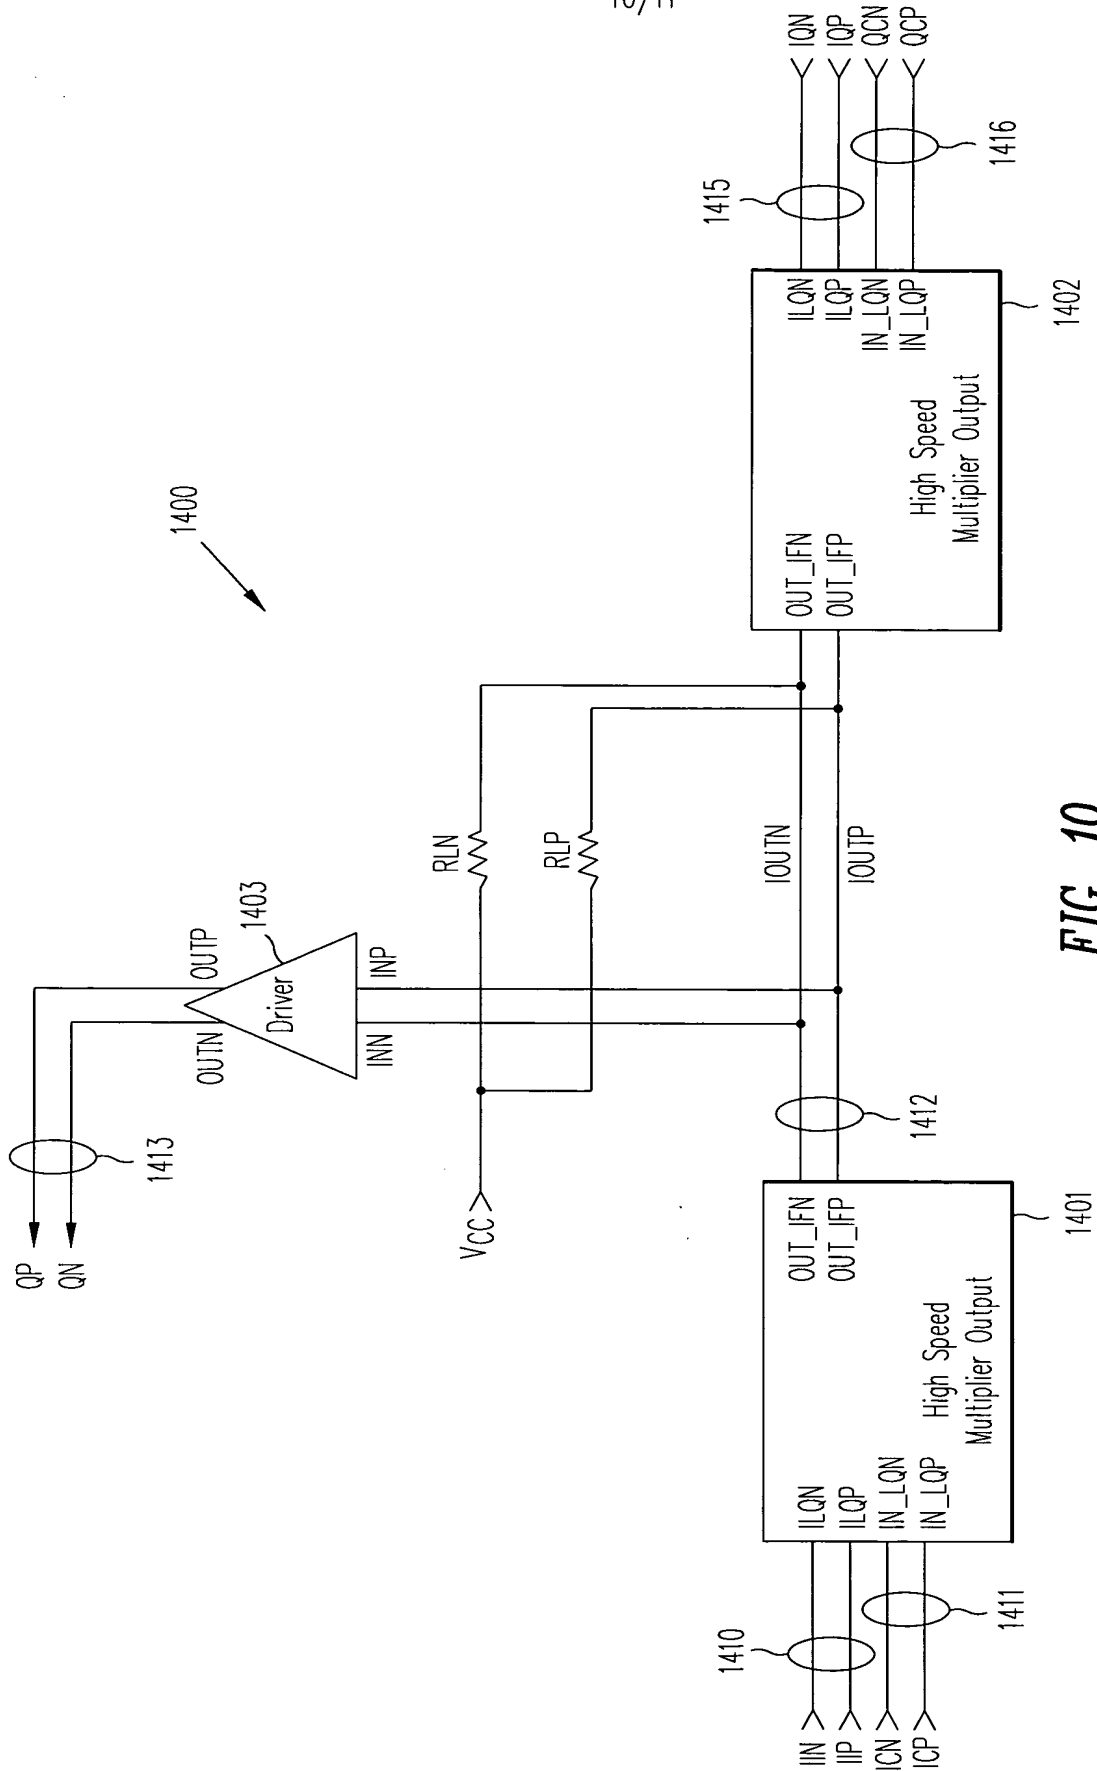 1400
QP
QN
1413
OUTP
OUTN
1403
Driver
INP
INN
VCC
RLN
RLP
IOUTN
IOUTP
1412
IIN
IIP
ICN
ICP
1410
1411
ILQN
ILQP
IN_LQN
IN_LQP
OUT_IFN
OUT_IFP
High Speed
Multiplier Output
1401
OUT_IFN
OUT_IFP
ILQN
ILQP
IN_LQN
IN_LQP
High Speed
Multiplier Output
1402
1415
1416
IQN
IQP
QCN
QCP
FIG. 10